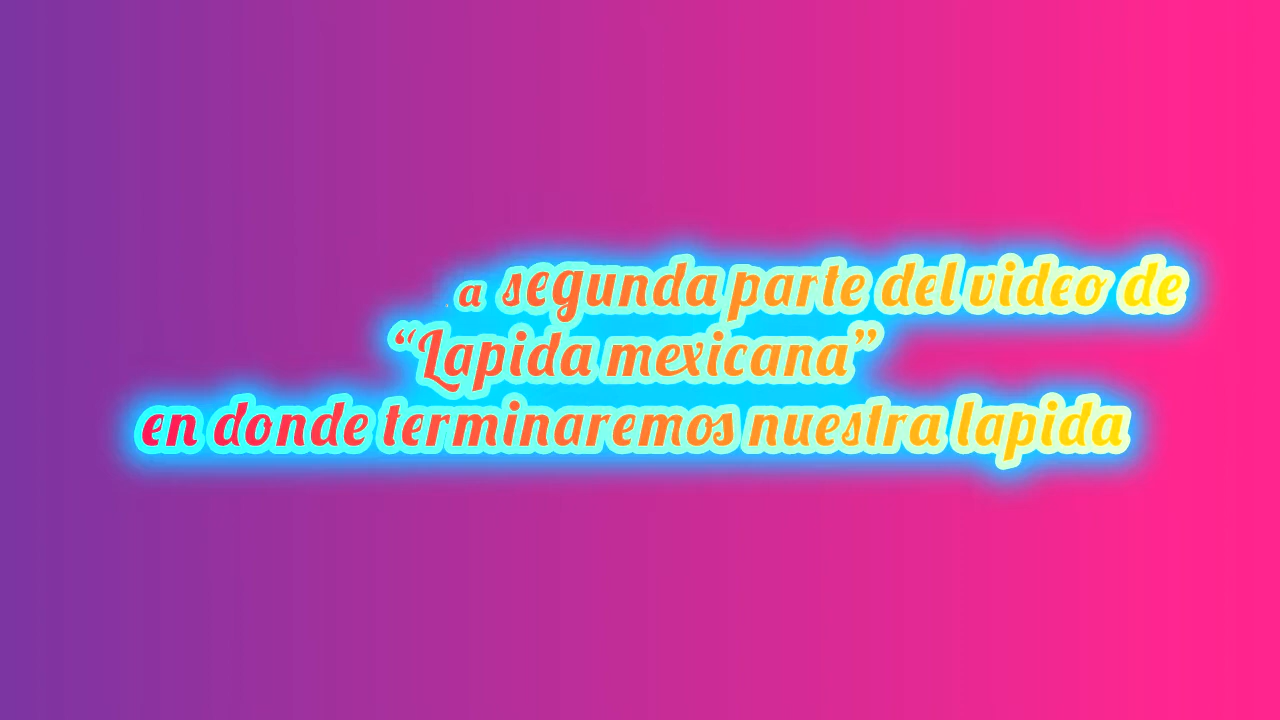 a segunda parte del video de
“Lapida mexicana”
en donde terminaremos nuestra lapida